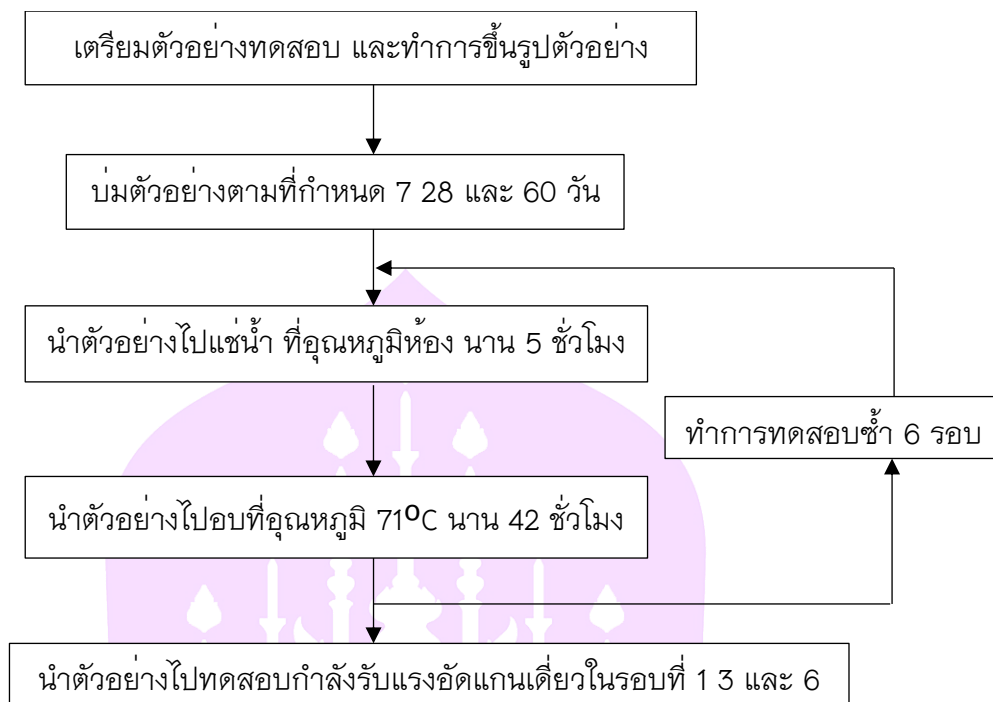 เตรียมตัวอย่างทดสอบ และทำการขึ้นรูปตัวอย่าง
บ่มตัวอย่างตามที่กำหนด 7 28 และ 60 วัน
นำตัวอย่างไปแช่น้ำ ที่อุณหภูมิห้อง นาน 5 ชั่วโมง
ทำการทดสอบซ้ำ 6 รอบ
นำตัวอย่างไปอบที่อุณหภูมิ 71⁰C นาน 42 ชั่วโมง
นำตัวอย่างไปทดสอบกำลังรับแรงอัดแกนเดี่ยวในรอบที่ 1 3 และ 6